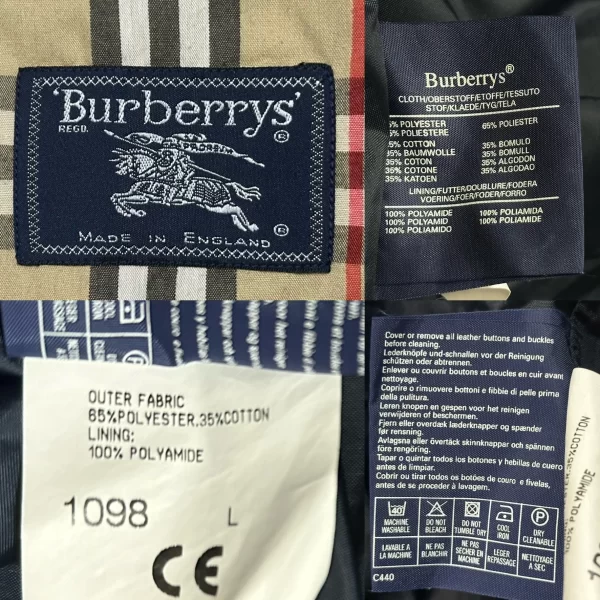 'Burberrys'
REGD.
®
®
MADE IN ENGLAND
Burberrys®
CLOTH/OBERSTOFF/ETOFFE/TESSUTO
STOF/KLAEDE/TYG/TELA
POLYESTER 65% POLIESTER
POLIESTERE
COTTON 35% BOMULD
35% BAUMWOLLE 35% BOMULL
35% COTON 35% ALGODON
35% COTONE 35% ALGODAO
35% KATOEN
LINING/FUTTER/DOUBLURE/FODERA
VOERING/FOER/FODER/FORRO
100% POLYAMIDE 100% POLIAMIDA
100% POLYAMID 100% POLIAMIDE
100% POLIAMIDO
OUTER FABRIC
65%POLYESTER,35%COTTON
LINING:
100% POLYAMIDE
1098 L
CE
Cover or remove all leather buttons and buckles
before cleaning.
Lederknöpfe und-schnallen vor der Reinigung
schützen oder abtrennen.
Enlever ou couvrir boutons et boucles en cuir avant
nettoyage.
Coprire o rimuovere bottoni e fibbie di pelle prima
della pulitura.
Leren knopen en gespen voor het reinigen
verwijderen of beschermen.
Fjern eller overdæk læderknapper og spænder
før rensning.
Avlagsna eller övertäck skinnknappar och spännen
före rengöring.
Tapar o quitar todos los botones y hebillas de cuero
antes de limpiar.
Cobrir ou tirar todos os botões de couro e fivelas,
antes de se proceder á lavagem.
40 P
MACHINE WASHABLE
DO NOT BLEACH
DO NOT TUMBLE DRY
COOL IRON
DRY CLEANABLE
LAVABLE A LA MACHINE
NE PAS BLANCHIR
NE PAS SECHER EN MACHINE
LEGER REPASSAGE
NETTOYAGE A SEC
C440